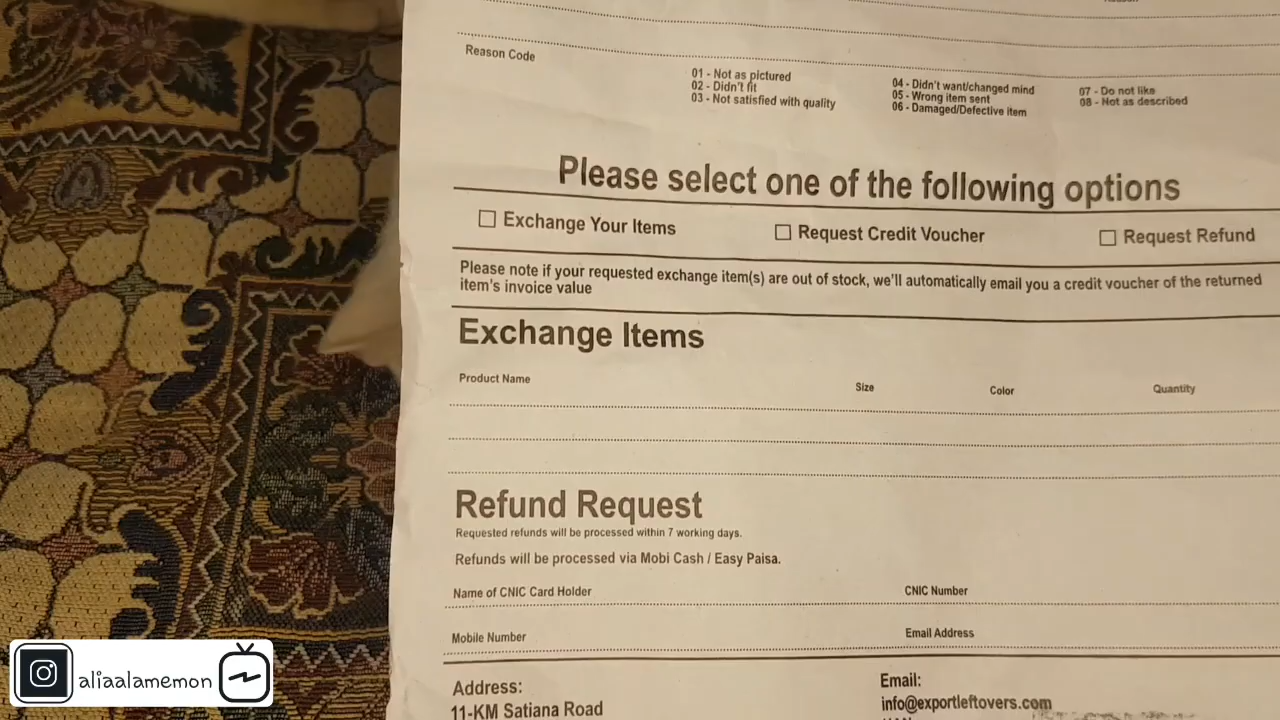 Reason Code
01 - Not as pictured
02 - Didn't fit
03 - Not satisfied with quality
04 - Didn't want/changed mind
05 - Wrong item sent
06 - Damaged/Defective item
07 - Do not like
08 - Not as described
Please select one of the following options
Exchange Your Items
Request Credit Voucher
Request Refund
Please note if your requested exchange item(s) are out of stock, we'll automatically email you a credit voucher of the returned
item's invoice value
Exchange Items
Product Name Size Color Quantity
Refund Request
Requested refunds will be processed within 7 working days.
Refunds will be processed via Mobi Cash / Easy Paisa.
Name of CNIC Card Holder CNIC Number
Mobile Number Email Address
Address:
11-KM Satiana Road
Email:
info@exportleftovers.com
aliaalamemon